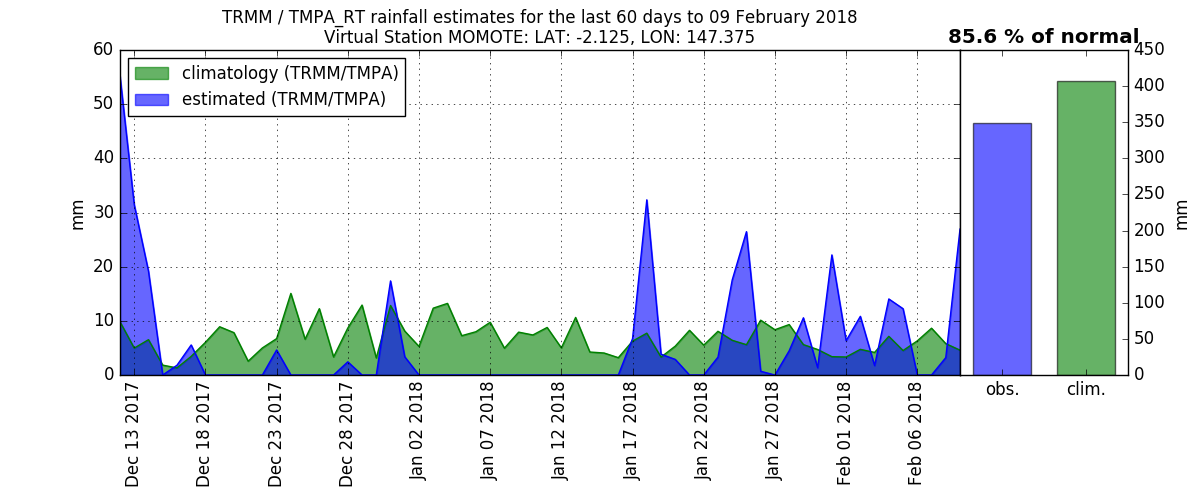 TRMM / TMPA_RT rainfall estimates for the last 60 days to 09 February 2018
Virtual Station MOMOTE: LAT: -2.125, LON: 147.375
85.6 % of normal
climatology (TRMM/TMPA)
estimated (TRMM/TMPA)
60
50
40
30
20
10
0
mm
Dec 13 2017
Dec 18 2017
Dec 23 2017
Dec 28 2017
Jan 02 2018
Jan 07 2018
Jan 12 2018
Jan 17 2018
Jan 22 2018
Jan 27 2018
Feb 01 2018
Feb 06 2018
450
400
350
300
250
200
150
100
50
0
mm
obs.
clim.